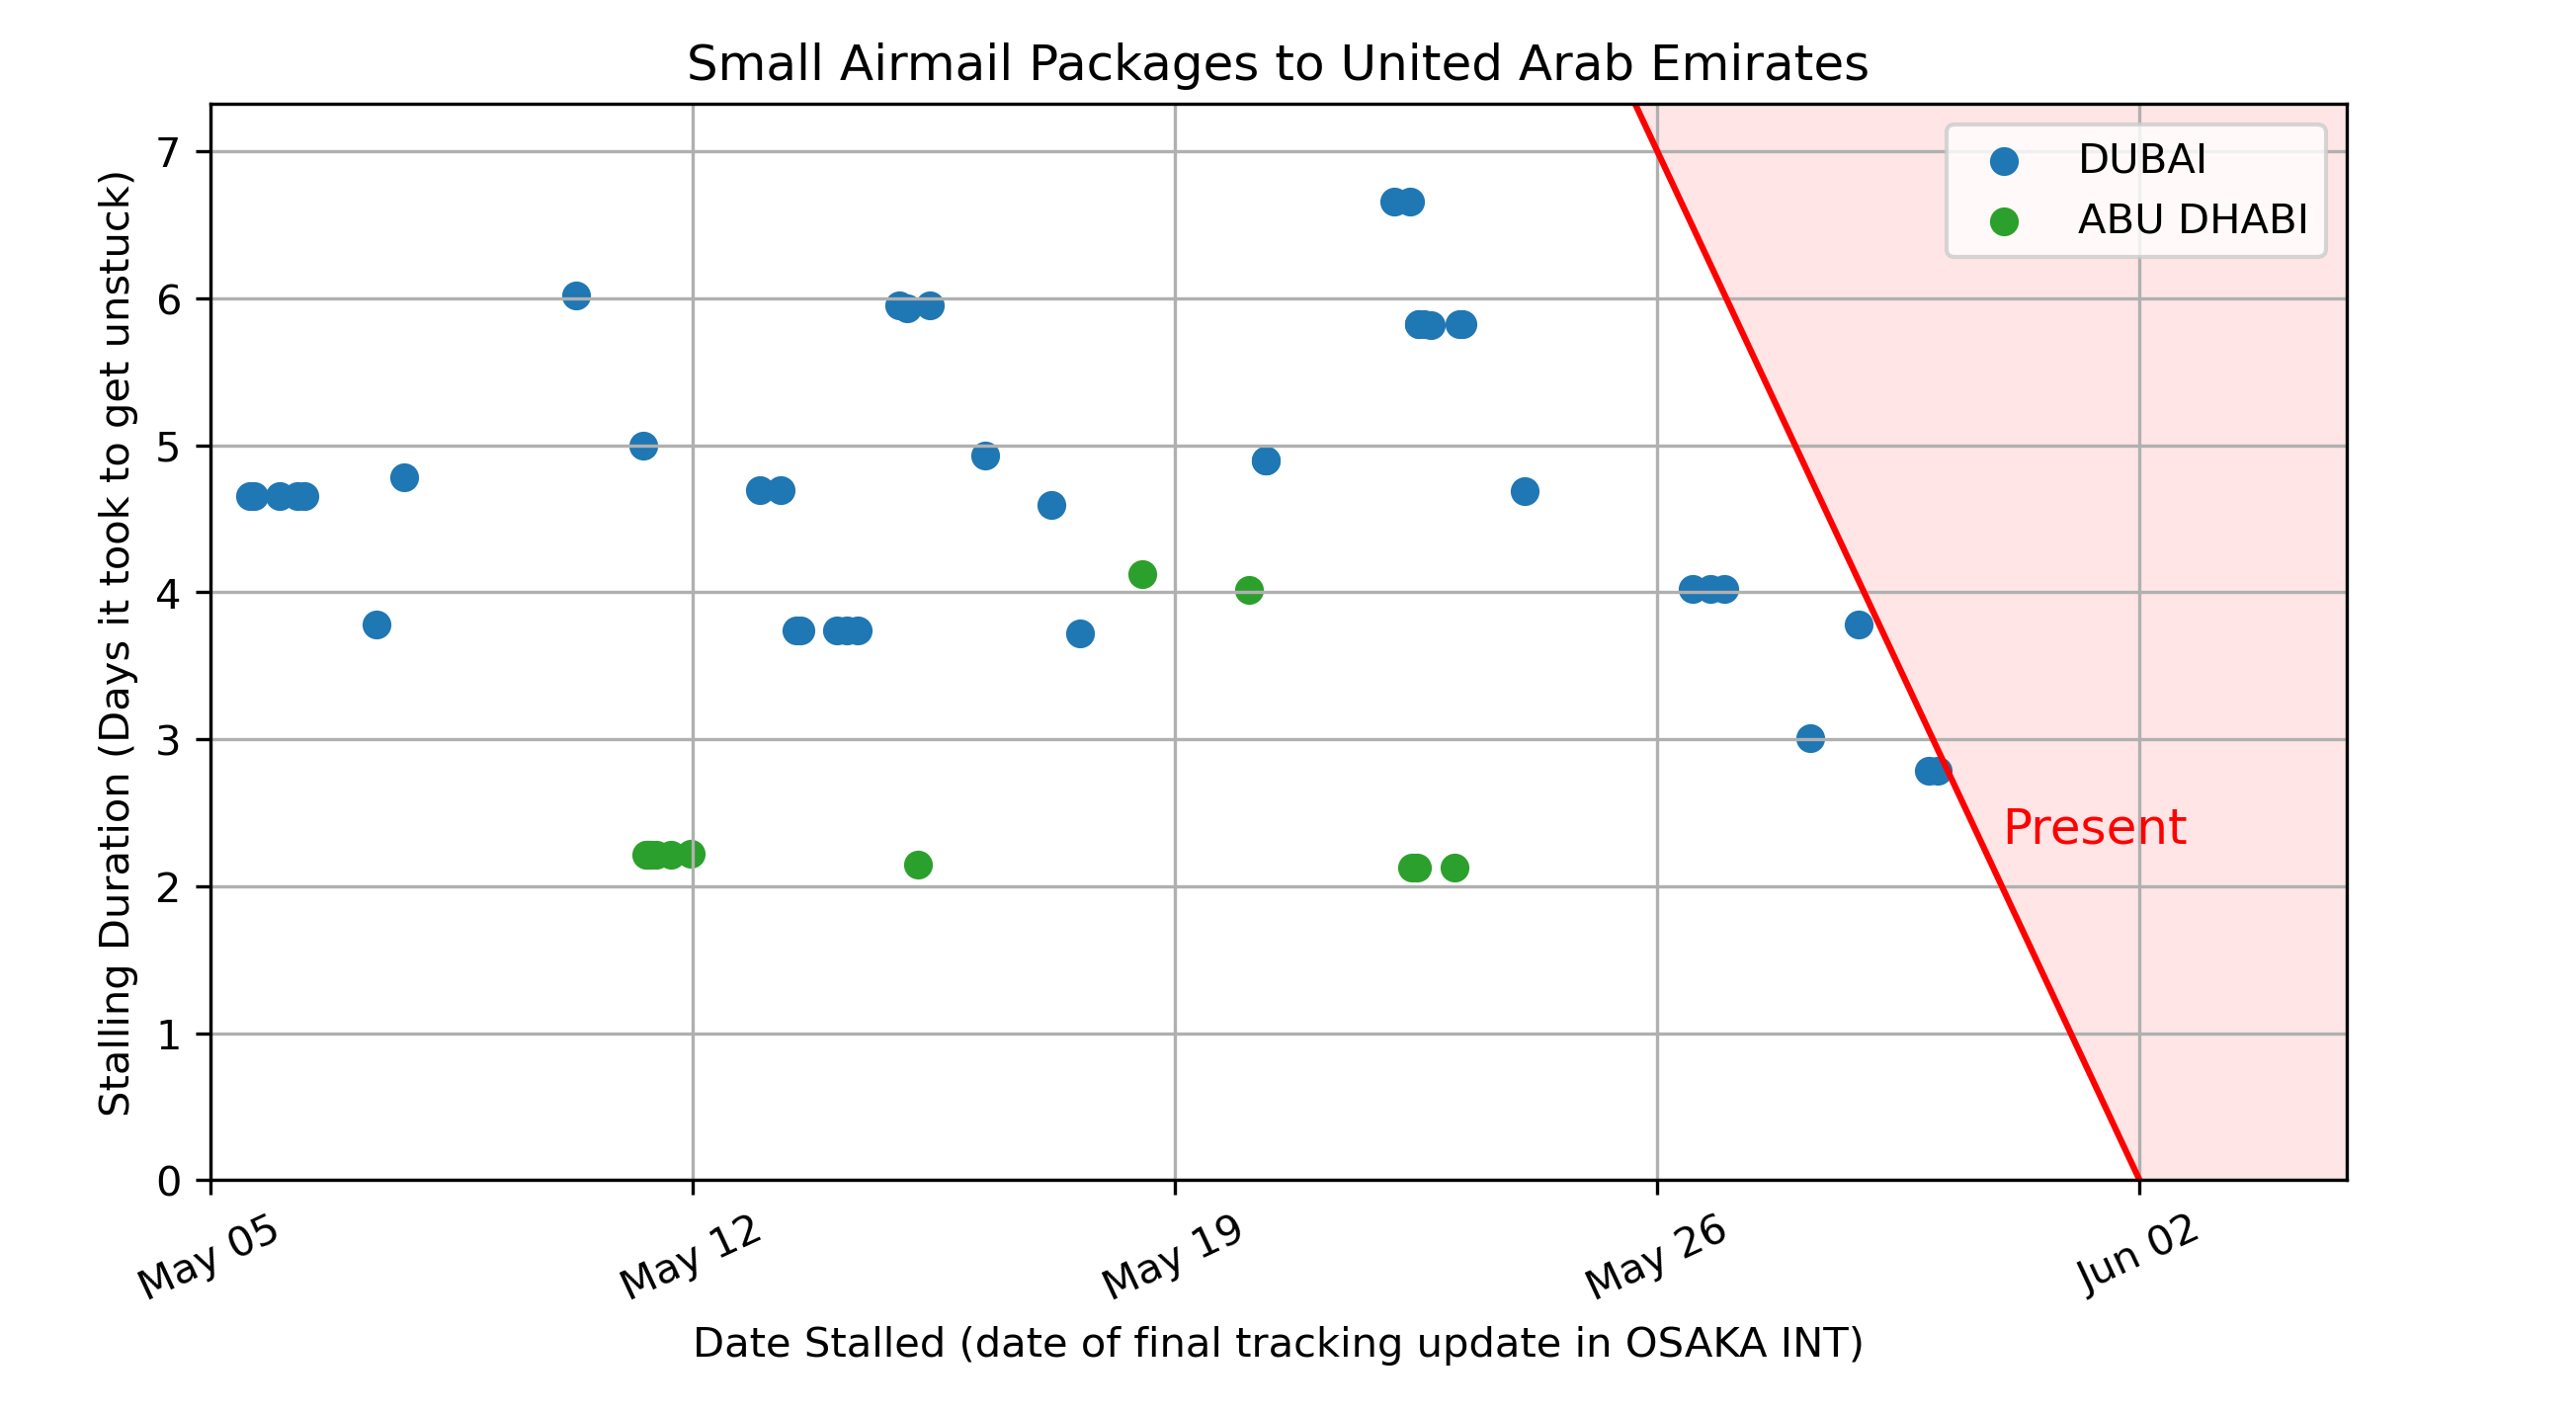 Small Airmail Packages to United Arab Emirates
Stalling Duration (Days it took to get unstuck)
7
6
5
4
3
2
1
0
DUBAI
ABU DHABI
Present
May 05
May 12
May 19
May 26
Jun 02
Date Stalled (date of final tracking update in OSAKA INT)